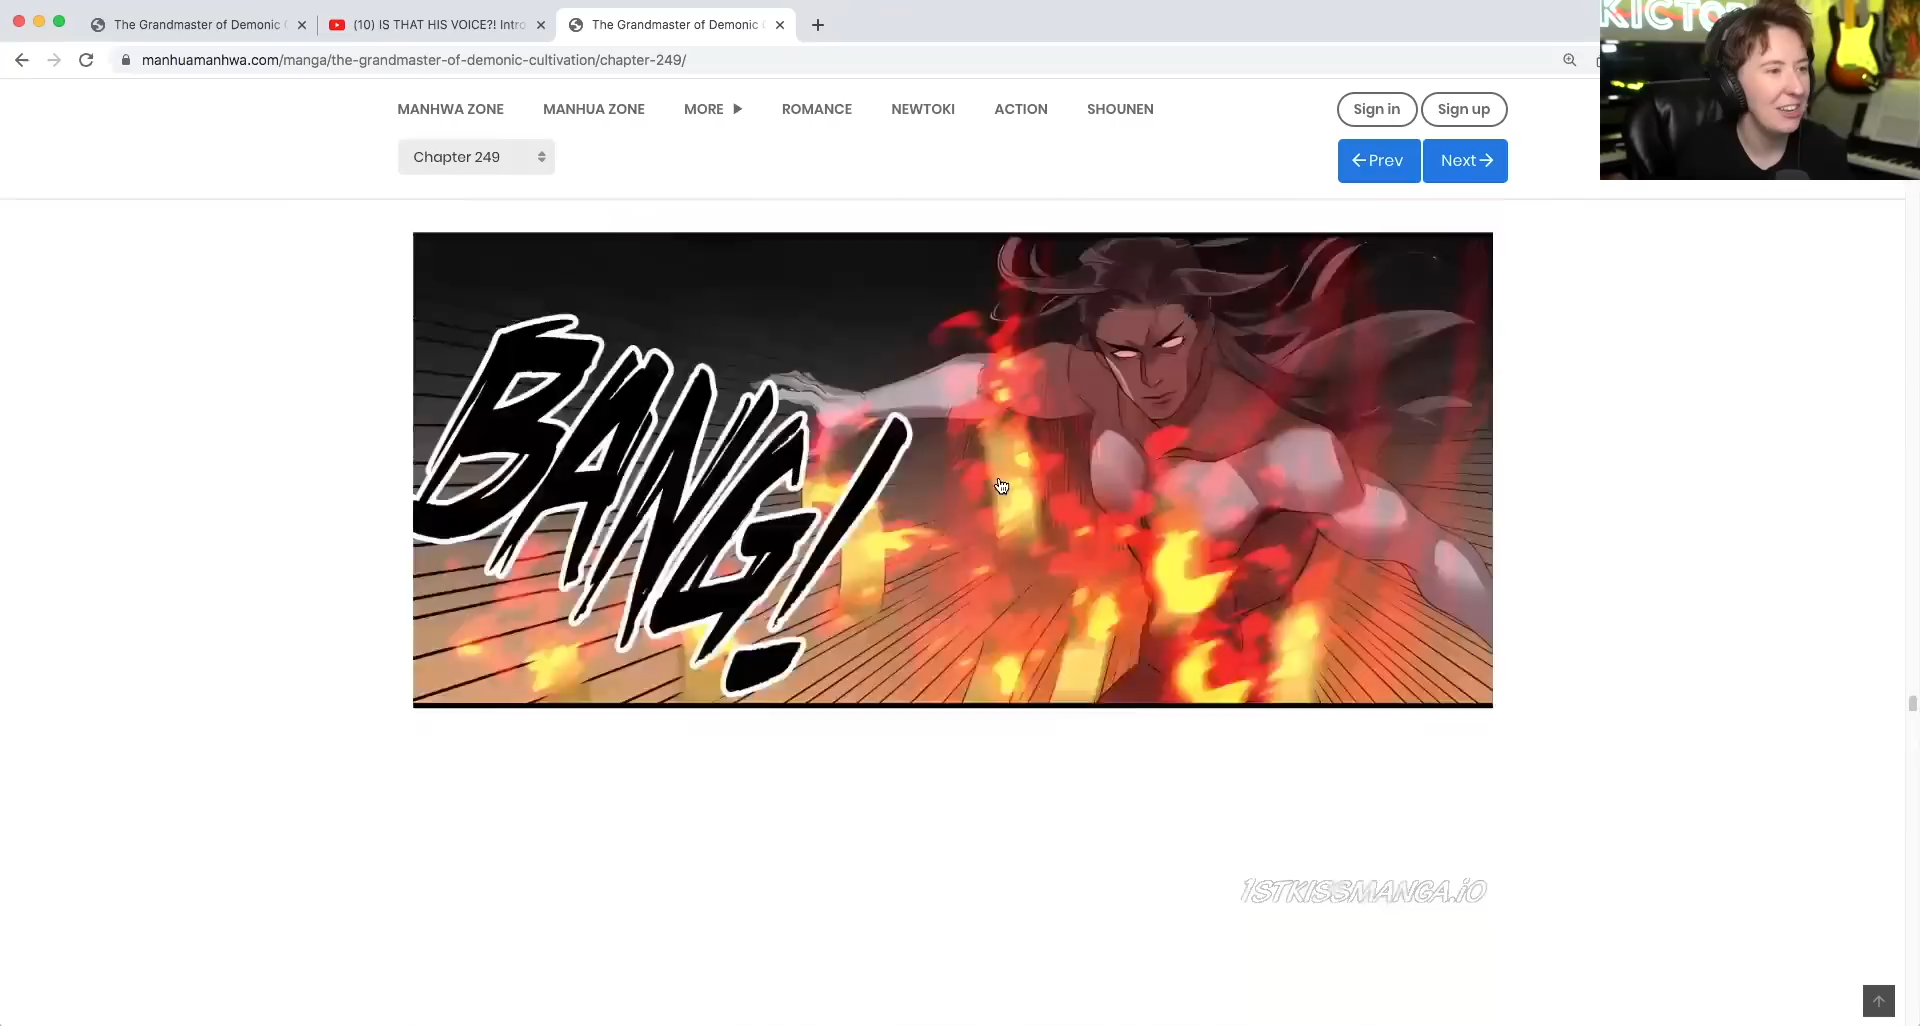 The Grandmaster of Demonic
(10) IS THAT HIS VOICE?! Intro
The Grandmaster of Demonic
manhuamanhwa.com/manga/the-grandmaster-of-demonic-cultivation/chapter-249/
MANHWA ZONE
MANHUA ZONE
MORE ▶
ROMANCE
NEWTOKI
ACTION
SHOUNEN
Sign in
Sign up
Chapter 249
←Prev
Next→
BANG!
1STKISSMANGA.iO